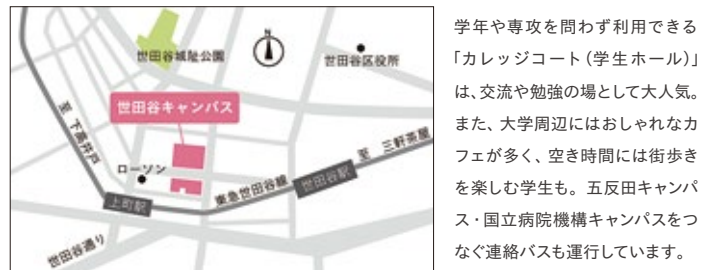 N
世田谷城趾公園
世田谷区役所
世田谷キャンパス
至 下高井戸
ローソン
至 三軒茶屋
世田谷駅
東急世田谷線
上町駅
世田谷通り
学年や専攻を問わず利用できる
「カレッジコート(学生ホール)」
は、交流や勉強の場として大人気。
また、大学周辺にはおしゃれなカ
フェが多く、空き時間には街歩き
を楽しむ学生も。五反田キャンパ
ス・国立病院機構キャンパスをつ
なぐ連絡バスも運行しています。